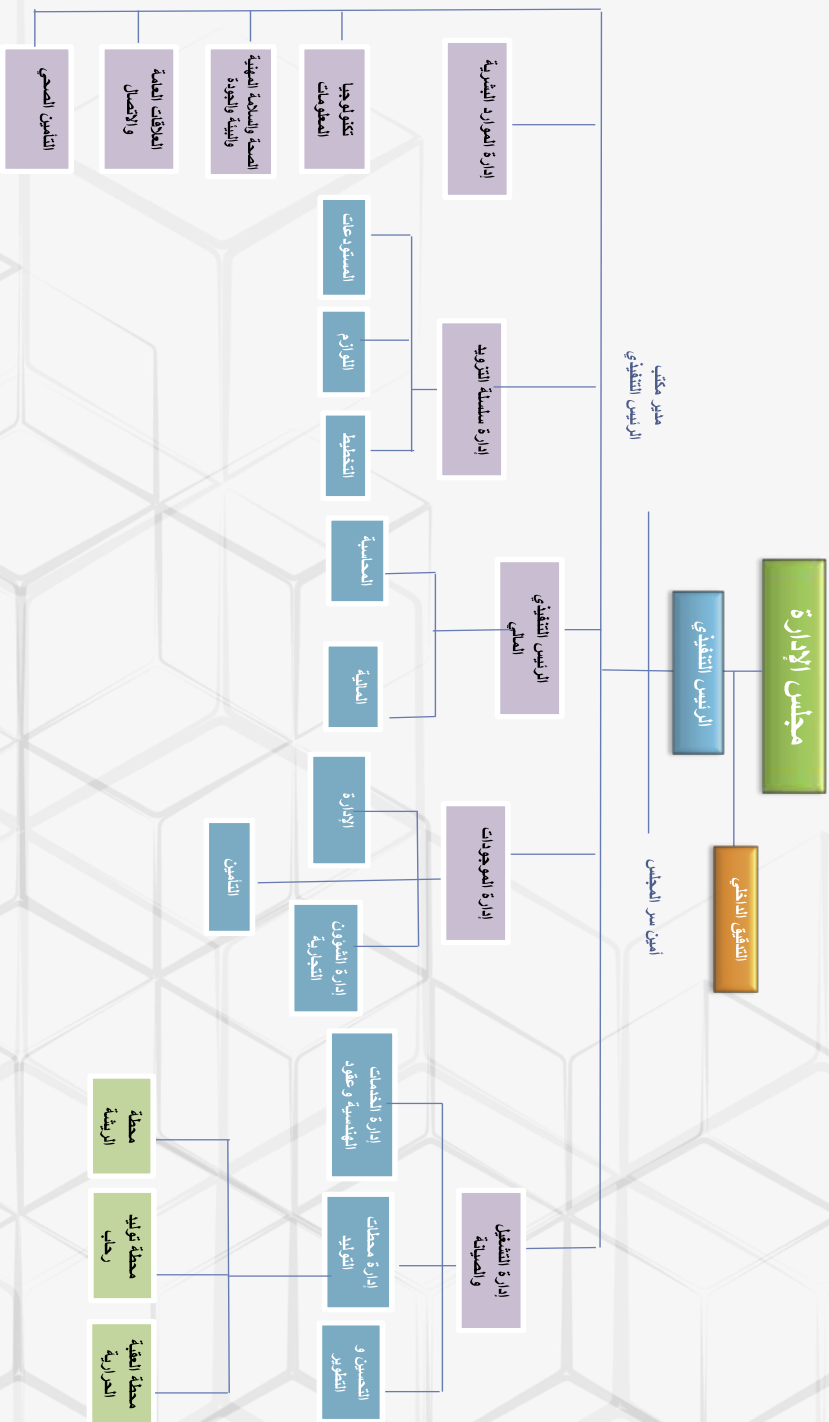 مجلس الإدارة
الرئيس التنفيذي
التدقيق الداخلي
أمين سر المجلس
مدير مكتب
الرئيس التنفيذي
إدارة التشغيل
والصيانة
إدارة الموجودات
الرئيس التنفيذي
المالي
إدارة سلسلة التزويد
إدارة الموارد البشرية
التحسين و
التطوير
إدارة محطات
التوليد
إدارة الخدمات
الهندسية وعقود
إدارة الشؤون
التجارية
الإدارة
التأمين
المالية
المحاسبة
التخطيط
اللوازم
المستودعات
تكنولوجيا
المعلومات
الصحة والسلامة المهنية
والبيئة والجودة
العلاقات العامة
والاتصال
التأمين الصحي
محطة العقبة
الحرارية
محطة توليد
رحاب
محطة
الريشة